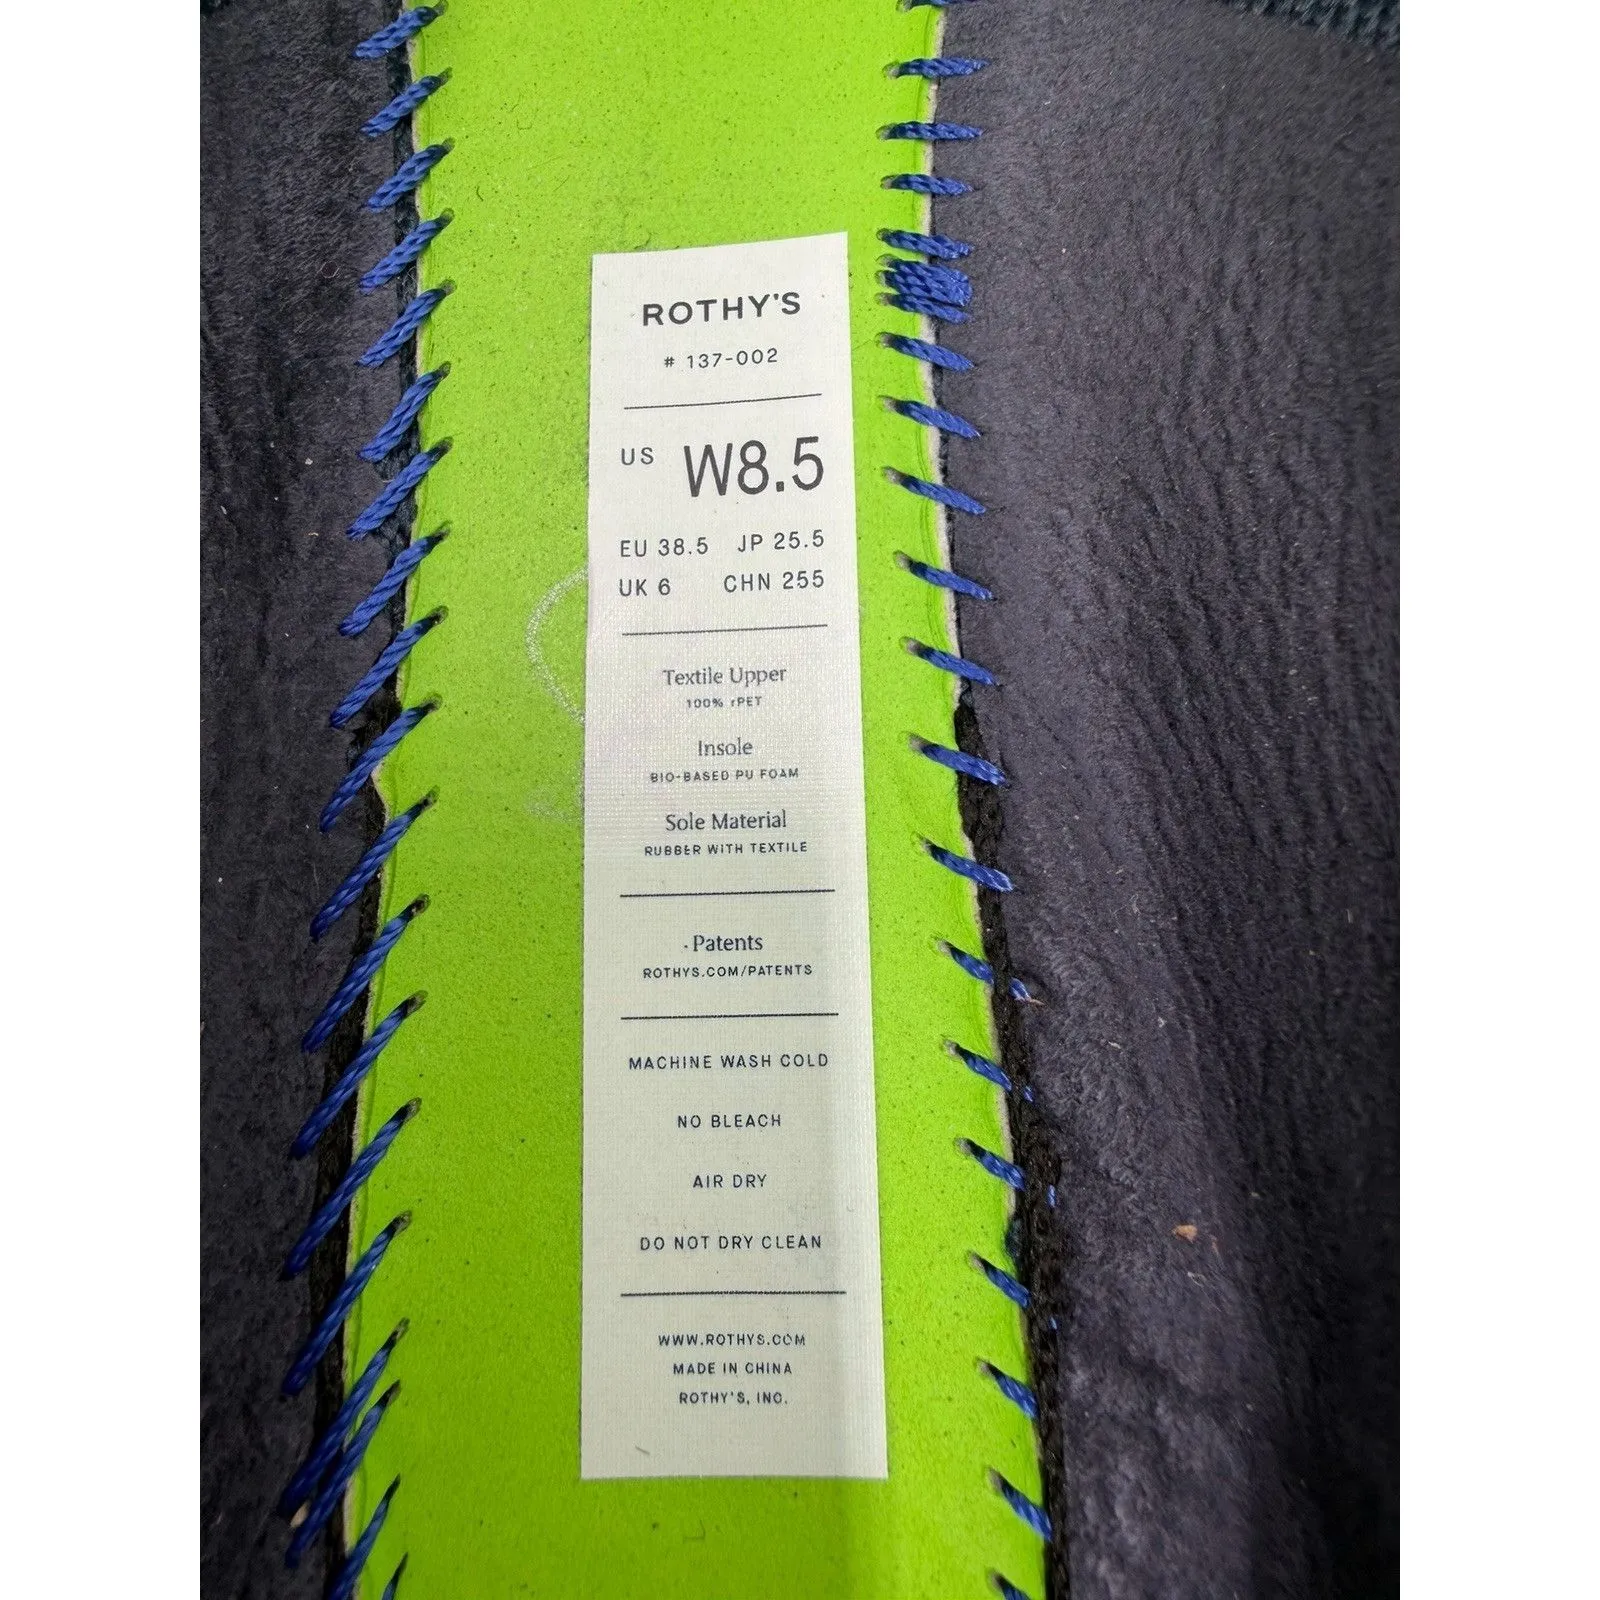 ROTHY'S
# 137-002
US W8.5
EU 38.5 JP 25.5
UK 6 CHN 255
Textile Upper
100% rPET
Insole
BIO-BASED PU FOAM
Sole Material
RUBBER WITH TEXTILE
Patents
ROTHYS.COM/PATENTS
MACHINE WASH COLD
NO BLEACH
AIR DRY
DO NOT DRY CLEAN
WWW.ROTHYS.COM
MADE IN CHINA
ROTHY'S, INC.